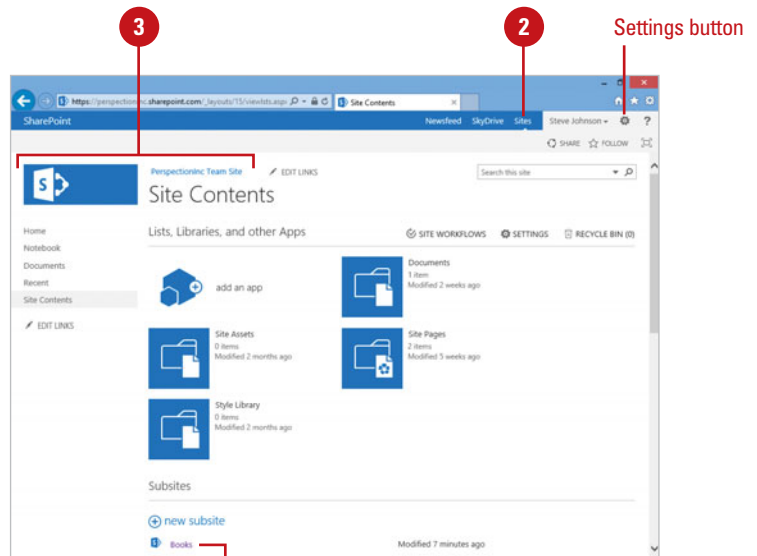 3
2
Settings button
https://perspectioninc.sharepoint.com/_layouts/15/viewlsts.aspx
Site Contents
SharePoint
Newsfeed SkyDrive Sites Steve Johnson ?
SHARE FOLLOW
S
PerspectionInc Team Site EDIT LINKS
Search this site
Site Contents
Home
Notebook
Documents
Recent
Site Contents
EDIT LINKS
Lists, Libraries, and other Apps
SITE WORKFLOWS SETTINGS RECYCLE BIN (0)
add an app
Documents
1 item
Modified 2 weeks ago
Site Assets
0 items
Modified 2 months ago
Site Pages
2 items
Modified 5 weeks ago
Style Library
0 items
Modified 2 months ago
Subsites
new subsite
Books Modified 7 minutes ago